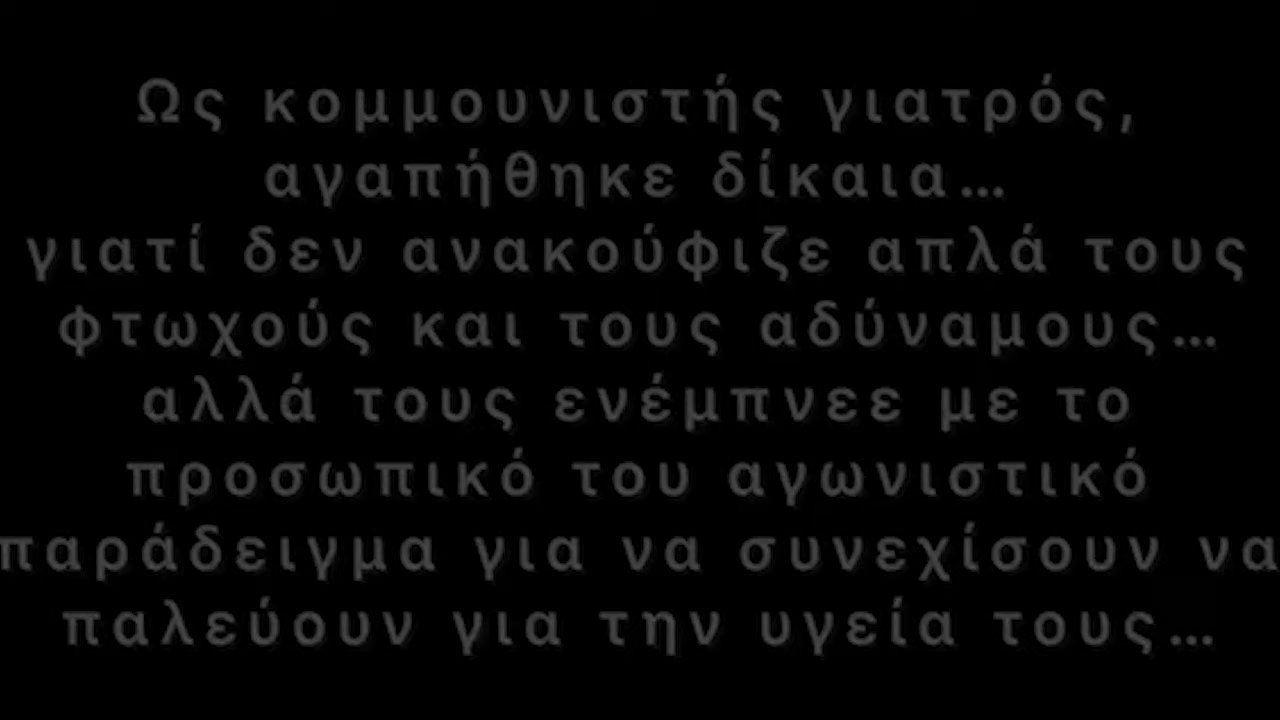 Ως κομμουνιστής γιατρός,
αγαπήθηκε δίκαια...
γιατί δεν ανακούφιζε απλά τους
φτωχούς και τους αδύναμους...
αλλά τους ενέμπνεε με το
προσωπικό του αγωνιστικό
παράδειγμα για να συνεχίσουν να
παλεύουν για την υγεία τους...